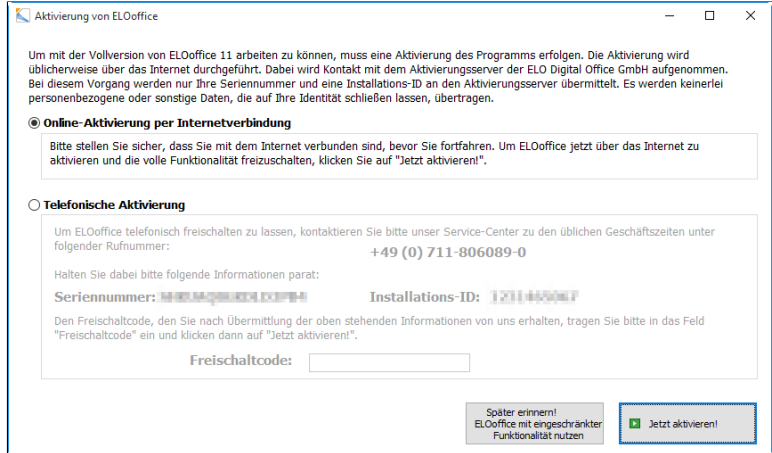 Aktivierung von ELOoffice
Um mit der Vollversion von ELOoffice 11 arbeiten zu können, muss eine Aktivierung des Programms erfolgen. Die Aktivierung wird
üblicherweise über das Internet durchgeführt. Dabei wird Kontakt mit dem Aktivierungsserver der ELO Digital Office GmbH aufgenommen.
Bei diesem Vorgang werden nur Ihre Seriennummer und eine Installations-ID an den Aktivierungsserver übermittelt. Es werden keinerlei
personenbezogene oder sonstige Daten, die auf Ihre Identität schließen lassen, übertragen.
Online-Aktivierung per Internetverbindung
Bitte stellen Sie sicher, dass Sie mit dem Internet verbunden sind, bevor Sie fortfahren. Um ELOoffice jetzt über das Internet zu
aktivieren und die volle Funktionalität freizuschalten, klicken Sie auf "Jetzt aktivieren!".
Telefonische Aktivierung
Um ELOoffice telefonisch freischalten zu lassen, kontaktieren Sie bitte unser Service-Center zu den üblichen Geschäftszeiten unter
folgender Rufnummer:
+49 (0) 711-806089-0
Halten Sie dabei bitte folgende Informationen parat:
Seriennummer:
Installations-ID:
Den Freischaltcode, den Sie nach Übermittlung der oben stehenden Informationen von uns erhalten, tragen Sie bitte in das Feld
"Freischaltcode" ein und klicken dann auf "Jetzt aktivieren!".
Freischaltcode:
Später erinnern!
ELOoffice mit eingeschränkter
Funktionalität nutzen
Jetzt aktivieren!